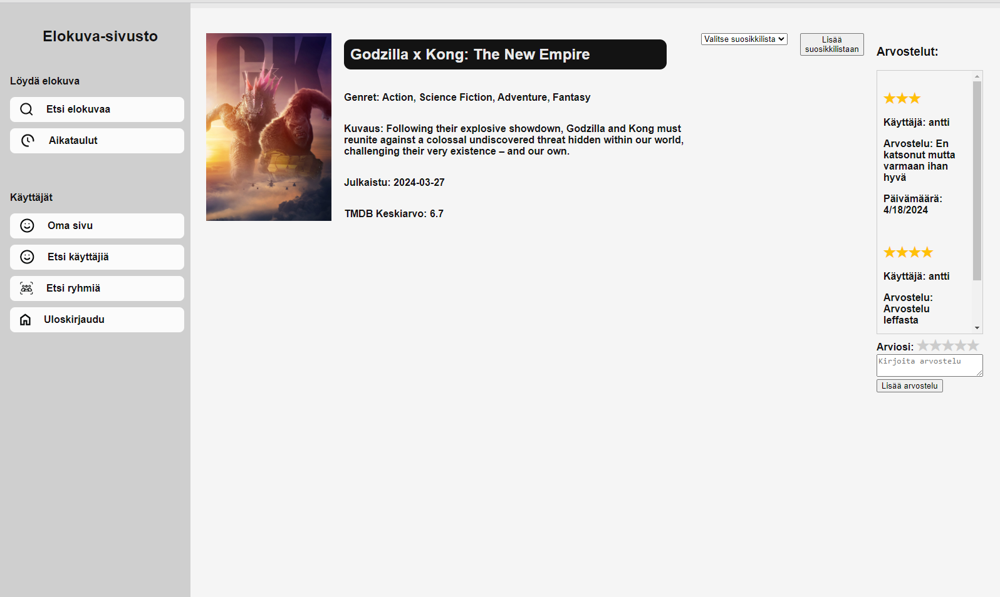 Elokuva-sivusto
Löydä elokuva
Etsi elokuvaa
Aikataulut
Käyttäjät
Oma sivu
Etsi käyttäjiä
Etsi ryhmiä
Uloskirjaudu
GK
Godzilla x Kong: The New Empire
Genret: Action, Science Fiction, Adventure, Fantasy
Kuvaus: Following their explosive showdown, Godzilla and Kong must
reunite against a colossal undiscovered threat hidden within our world,
challenging their very existence – and our own.
Julkaistu: 2024-03-27
TMDB Keskiarvo: 6.7
Valitse suosikkilista
Lisää
suosikkilistaan
Arvostelut:
Käyttäjä: antti
Arvostelu: En
katsonut mutta
varmaan ihan
hyvä
Päivämäärä:
4/18/2024
Käyttäjä: antti
Arvostelu:
Arvostelu
leffasta
Arviosi:
Kirjoita arvostelu
Lisää arvostelu